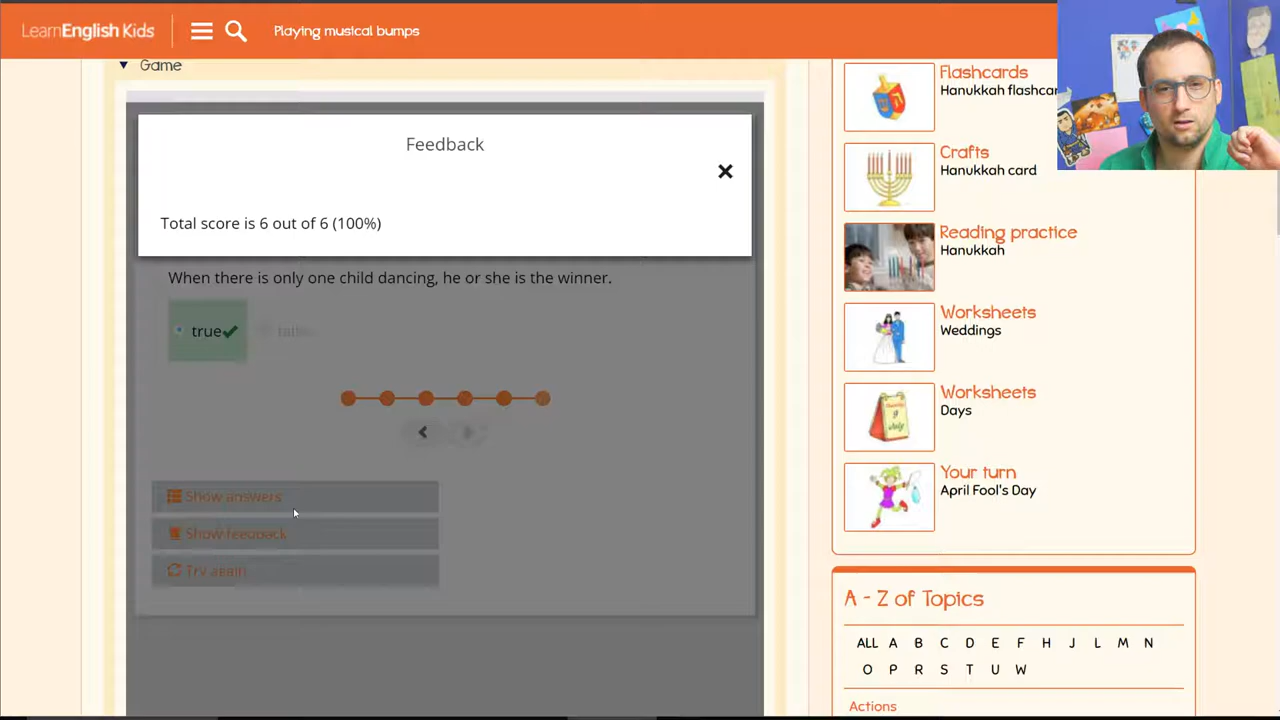 LearnEnglish Kids
Playing musical bumps
Game
Feedback
Total score is 6 out of 6 (100%)
When there is only one child dancing, he or she is the winner.
true
Show answers
Show feedback
Try again
Flashcards
Hanukkah flashcar
Crafts
Hanukkah card
Reading practice
Hanukkah
Worksheets
Weddings
Worksheets
Days
Your turn
April Fool's Day
A - Z of Topics
ALL A B C D E F H J L M N
O P R S T U W
Actions